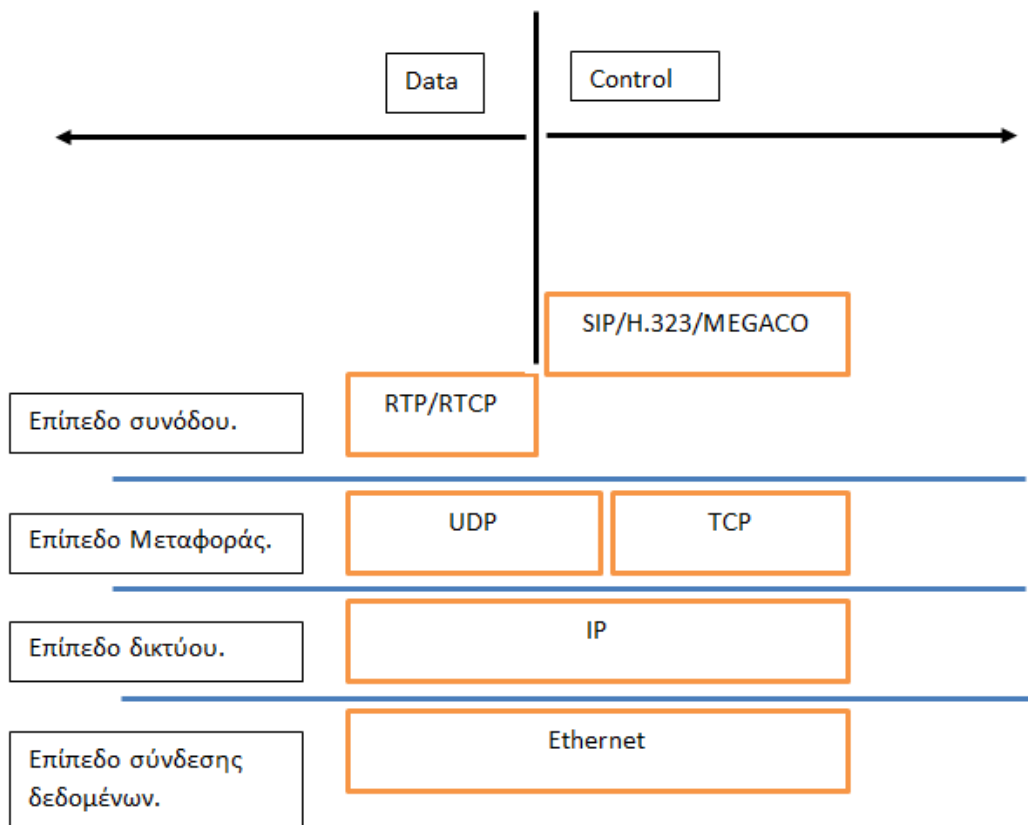 Data
Control
SIP/H.323/MEGACO
RTP/RTCP
Επίπεδο συνόδου.
UDP
TCP
Επίπεδο Μεταφοράς.
IP
Επίπεδο δικτύου.
Ethernet
Επίπεδο σύνδεσης
δεδομένων.